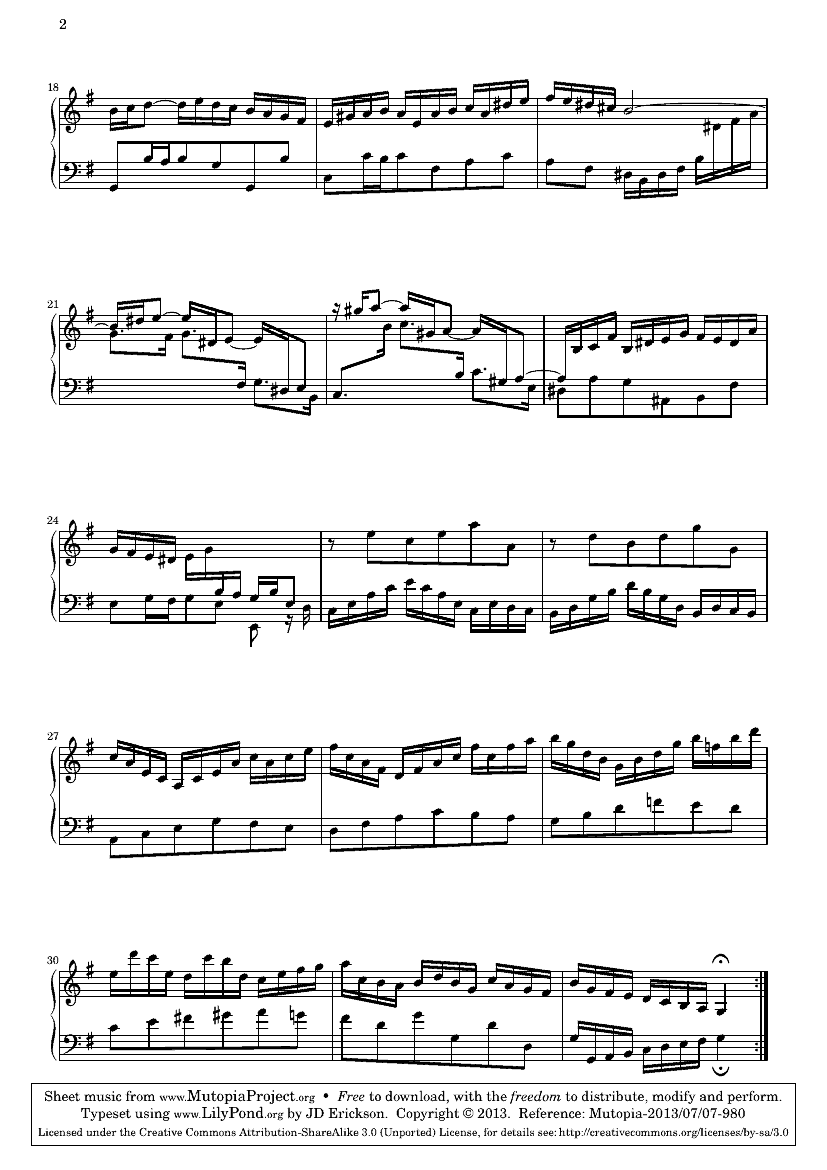 2
18
21
24
27
30
Sheet music from www.MutopiaProject.org • Free to download, with the freedom to distribute, modify and perform.
Typeset using www.LilyPond.org by JD Erickson. Copyright © 2013. Reference: Mutopia-2013/07/07-980
Licensed under the Creative Commons Attribution-ShareAlike 3.0 (Unported) License, for details see: http://creativecommons.org/licenses/by-sa/3.0